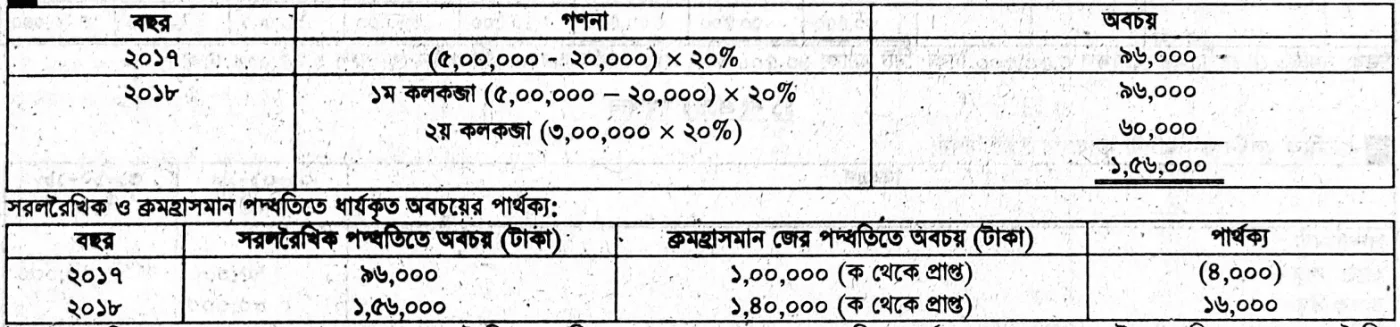 বছর গণনা অবচয়
২০১৭ (৫,০০,০০০ - ২০,০০০) × ২০% ৯৬,০০০
২০১৮ ১ম কলকজা (৫,০০,০০০ – ২০,০০০) × ২০% ৯৬,০০০
২য় কলকজা (৩,০০,০০০ × ২০%) ৬০,০০০
১,৫৬,০০০
সরলরৈখিক ও ক্রমহ্রাসমান পদ্ধতিতে ধার্যকৃত অবচয়ের পার্থক্য:
বছর সরলরৈখিক পদ্ধতিতে অবচয় (টাকা) ক্রমহ্রাসমান জের পদ্ধতিতে অবচয় (টাকা) পার্থক্য
২০১৭ ৯৬,০০০ ১,০০,০০০ (ক থেকে প্রাপ্ত) (৪,০০০)
২০১৮ ১,৫৬,০০০ ১,৪০,০০০ (ক থেকে প্রাপ্ত) ১৬,০০০